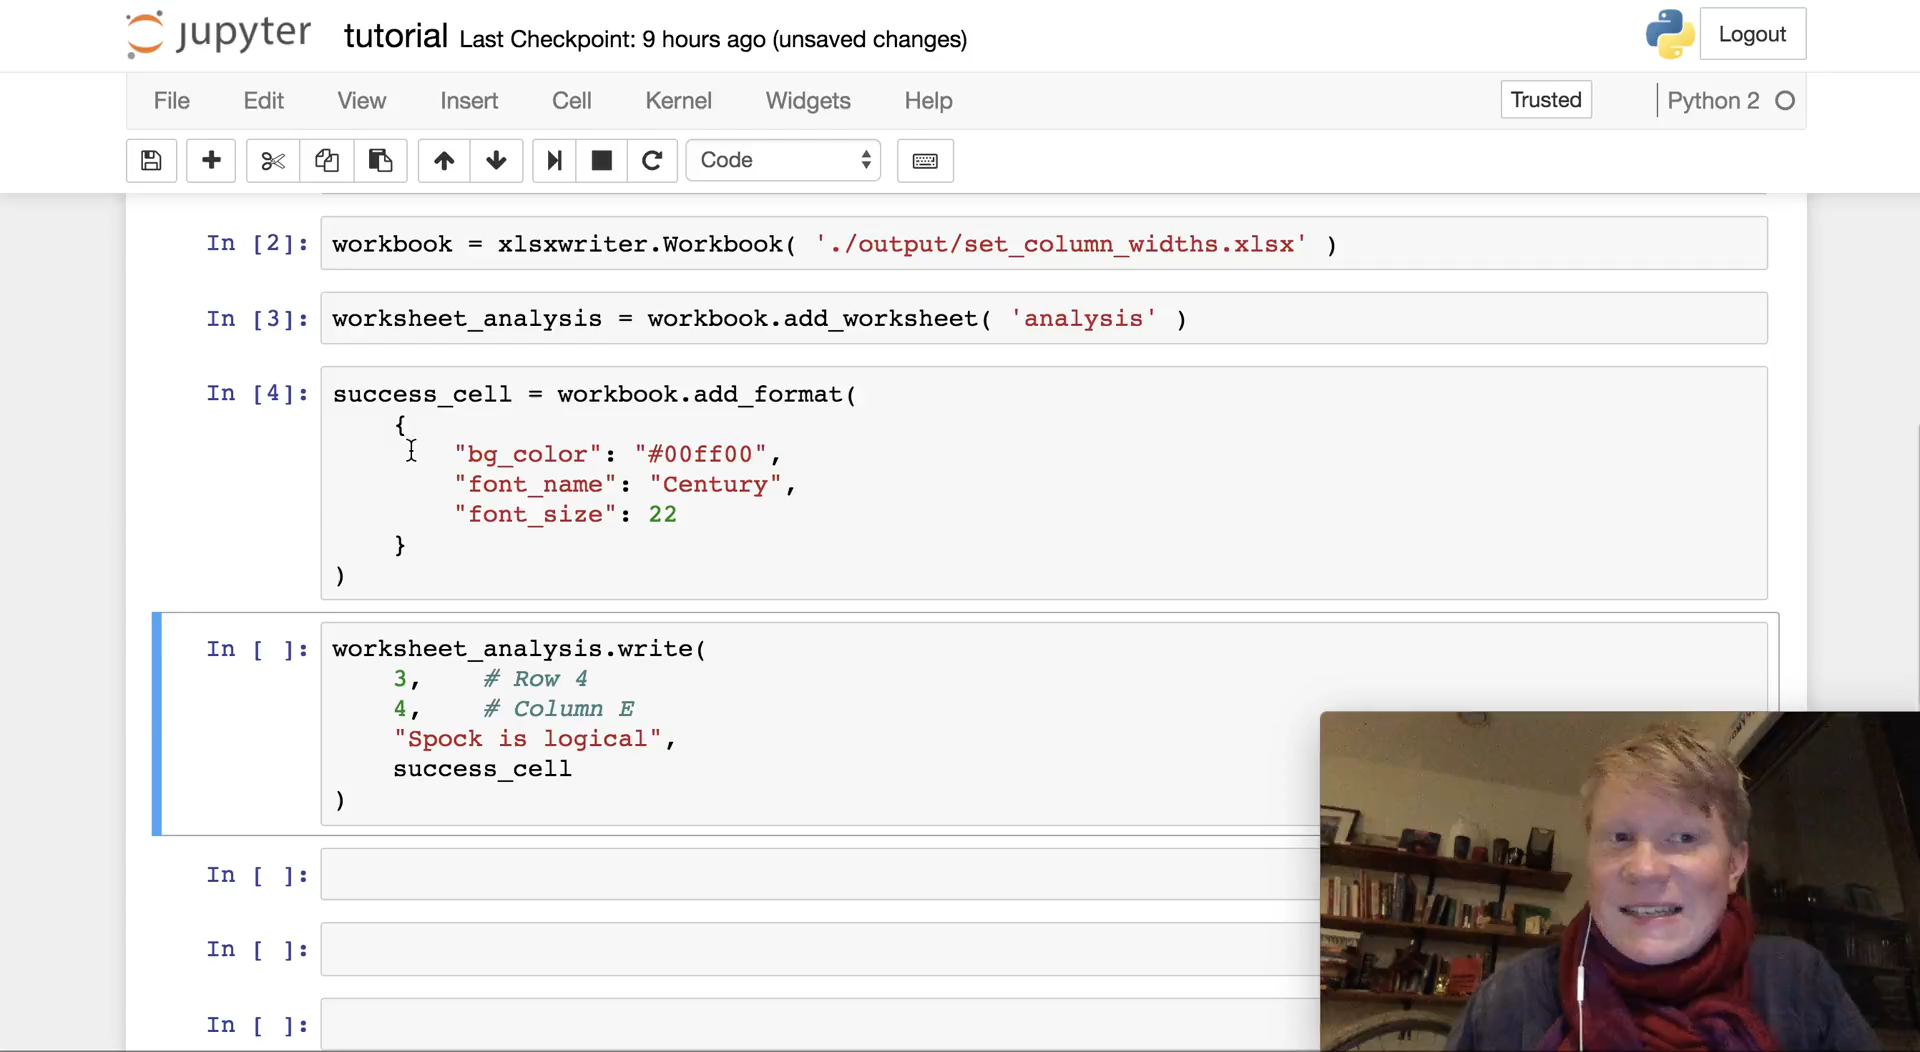 jupyter tutorial Last Checkpoint: 9 hours ago (unsaved changes) Logout
File Edit View Insert Cell Kernel Widgets Help Trusted Python 2
Code
In [2]: workbook = xlsxwriter.Workbook( './output/set_column_widths.xlsx' )
In [3]: worksheet_analysis = workbook.add_worksheet( 'analysis' )
In [4]: success_cell = workbook.add_format(
{
"bg_color": "#00ff00",
"font_name": "Century",
"font_size": 22
}
)
In [ ]: worksheet_analysis.write(
3, # Row 4
4, # Column E
"Spock is logical",
success_cell
)
In [ ]:
In [ ]:
In [ ]: